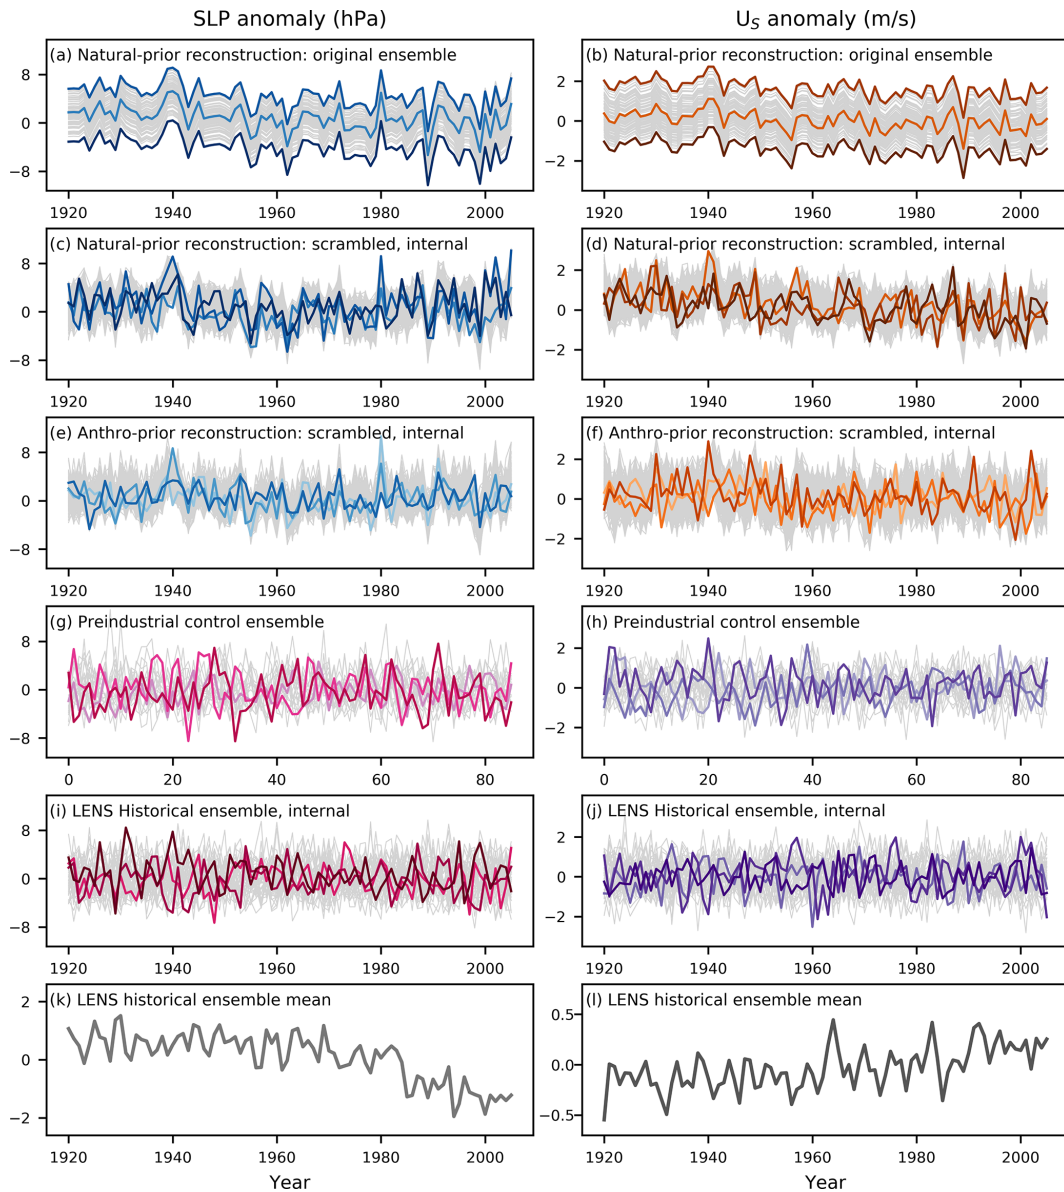 SLP anomaly (hPa)
U_S anomaly (m/s)
(a) Natural-prior reconstruction: original ensemble
8
0
−8
1920 1940 1960 1980 2000
(b) Natural-prior reconstruction: original ensemble
2
0
−2
1920 1940 1960 1980 2000
(c) Natural-prior reconstruction: scrambled, internal
8
0
−8
1920 1940 1960 1980 2000
(d) Natural-prior reconstruction: scrambled, internal
2
0
−2
1920 1940 1960 1980 2000
(e) Anthro-prior reconstruction: scrambled, internal
8
0
−8
1920 1940 1960 1980 2000
(f) Anthro-prior reconstruction: scrambled, internal
2
0
−2
1920 1940 1960 1980 2000
(g) Preindustrial control ensemble
8
0
−8
0 20 40 60 80
(h) Preindustrial control ensemble
2
0
−2
0 20 40 60 80
(i) LENS Historical ensemble, internal
8
0
−8
1920 1940 1960 1980 2000
(j) LENS Historical ensemble, internal
2
0
−2
1920 1940 1960 1980 2000
(k) LENS historical ensemble mean
2
0
−2
1920 1940 1960 1980 2000
Year
(l) LENS historical ensemble mean
0.5
0.0
−0.5
1920 1940 1960 1980 2000
Year